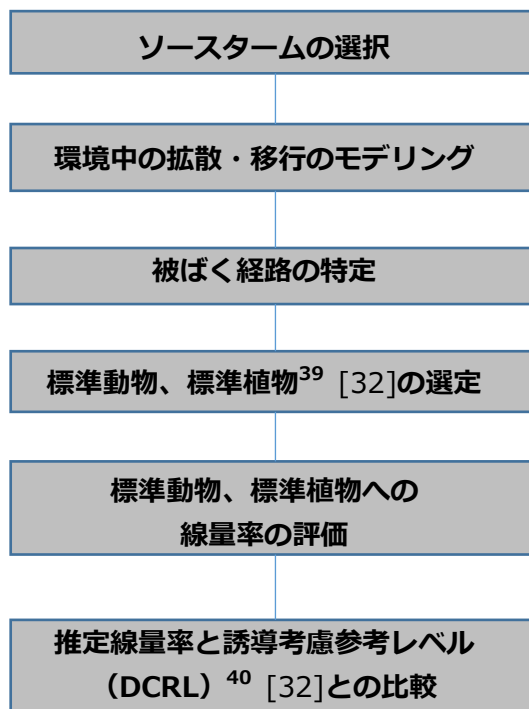 ソースタームの選択
環境中の拡散・移行のモデリング
被ばく経路の特定
標準動物、標準植物39 [32]の選定
標準動物、標準植物への
線量率の評価
推定線量率と誘導考慮参考レベル
（DCRL）40 [32]との比較